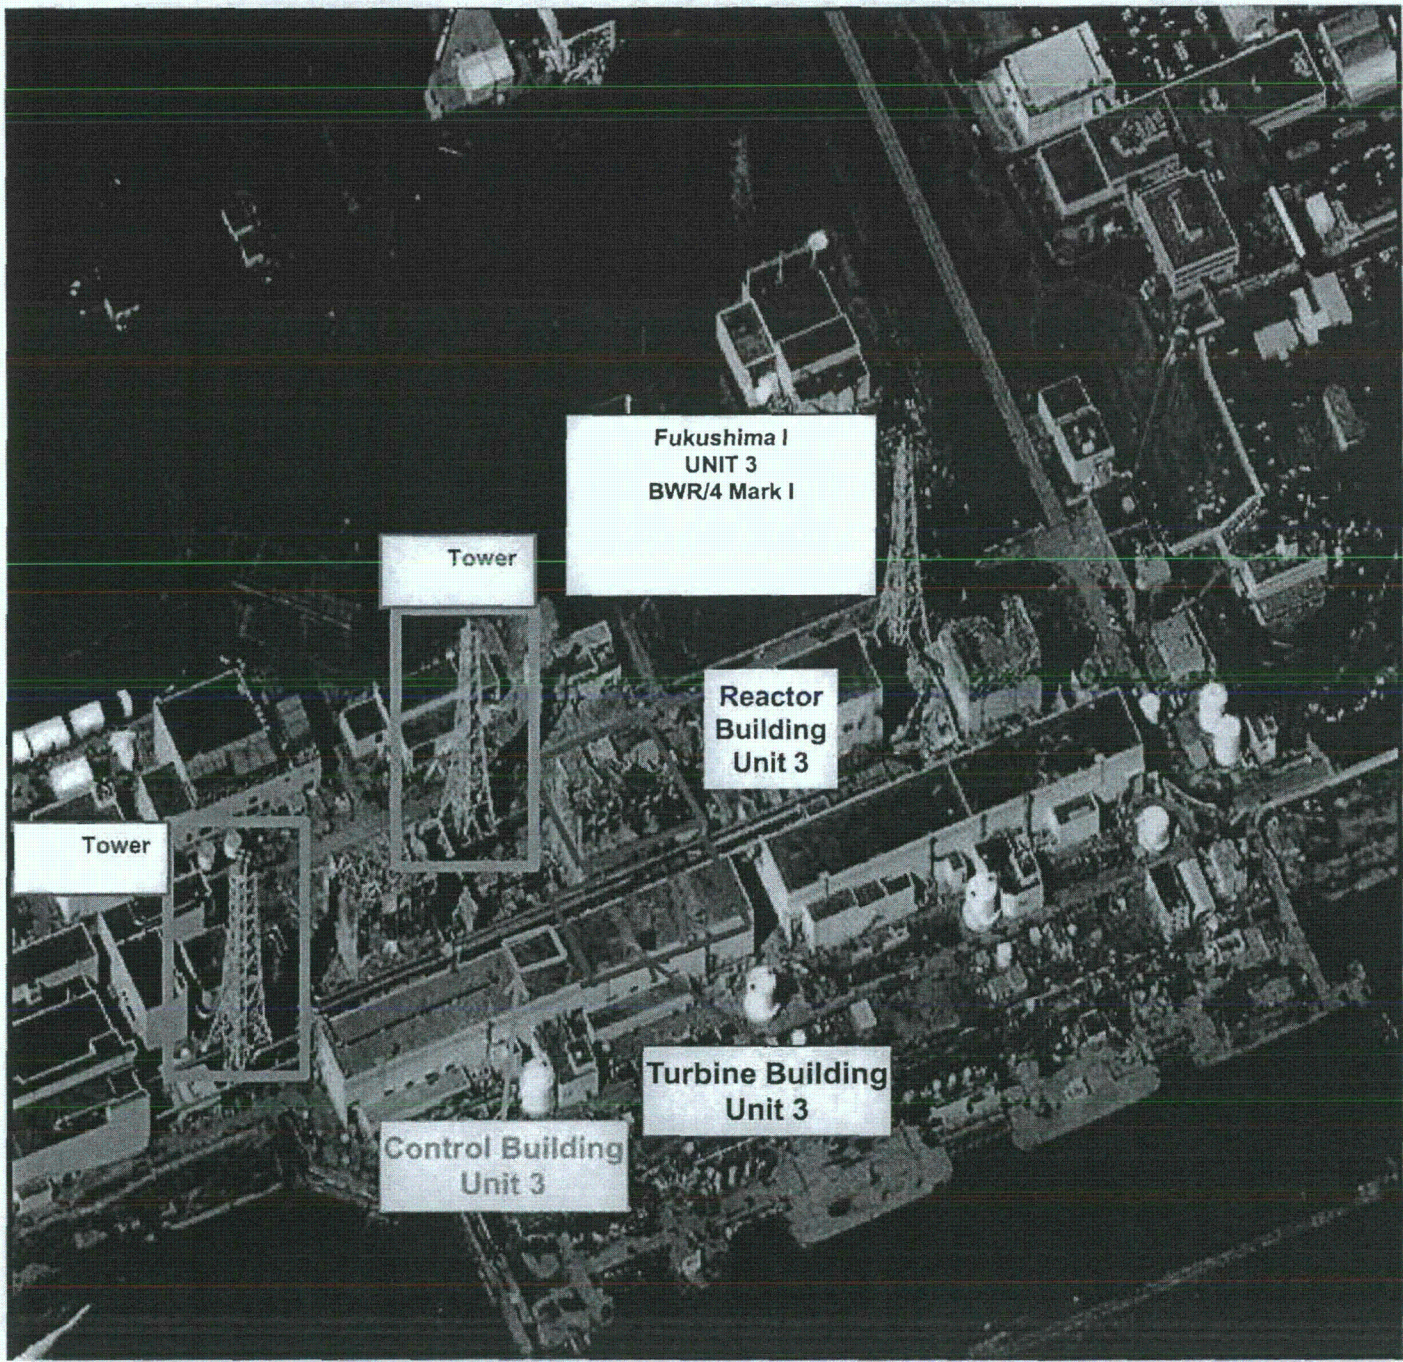 Fukushima I
UNIT 3
BWR/4 Mark I
Tower
Reactor
Building
Unit 3
Tower
Turbine Building
Unit 3
Control Building
Unit 3